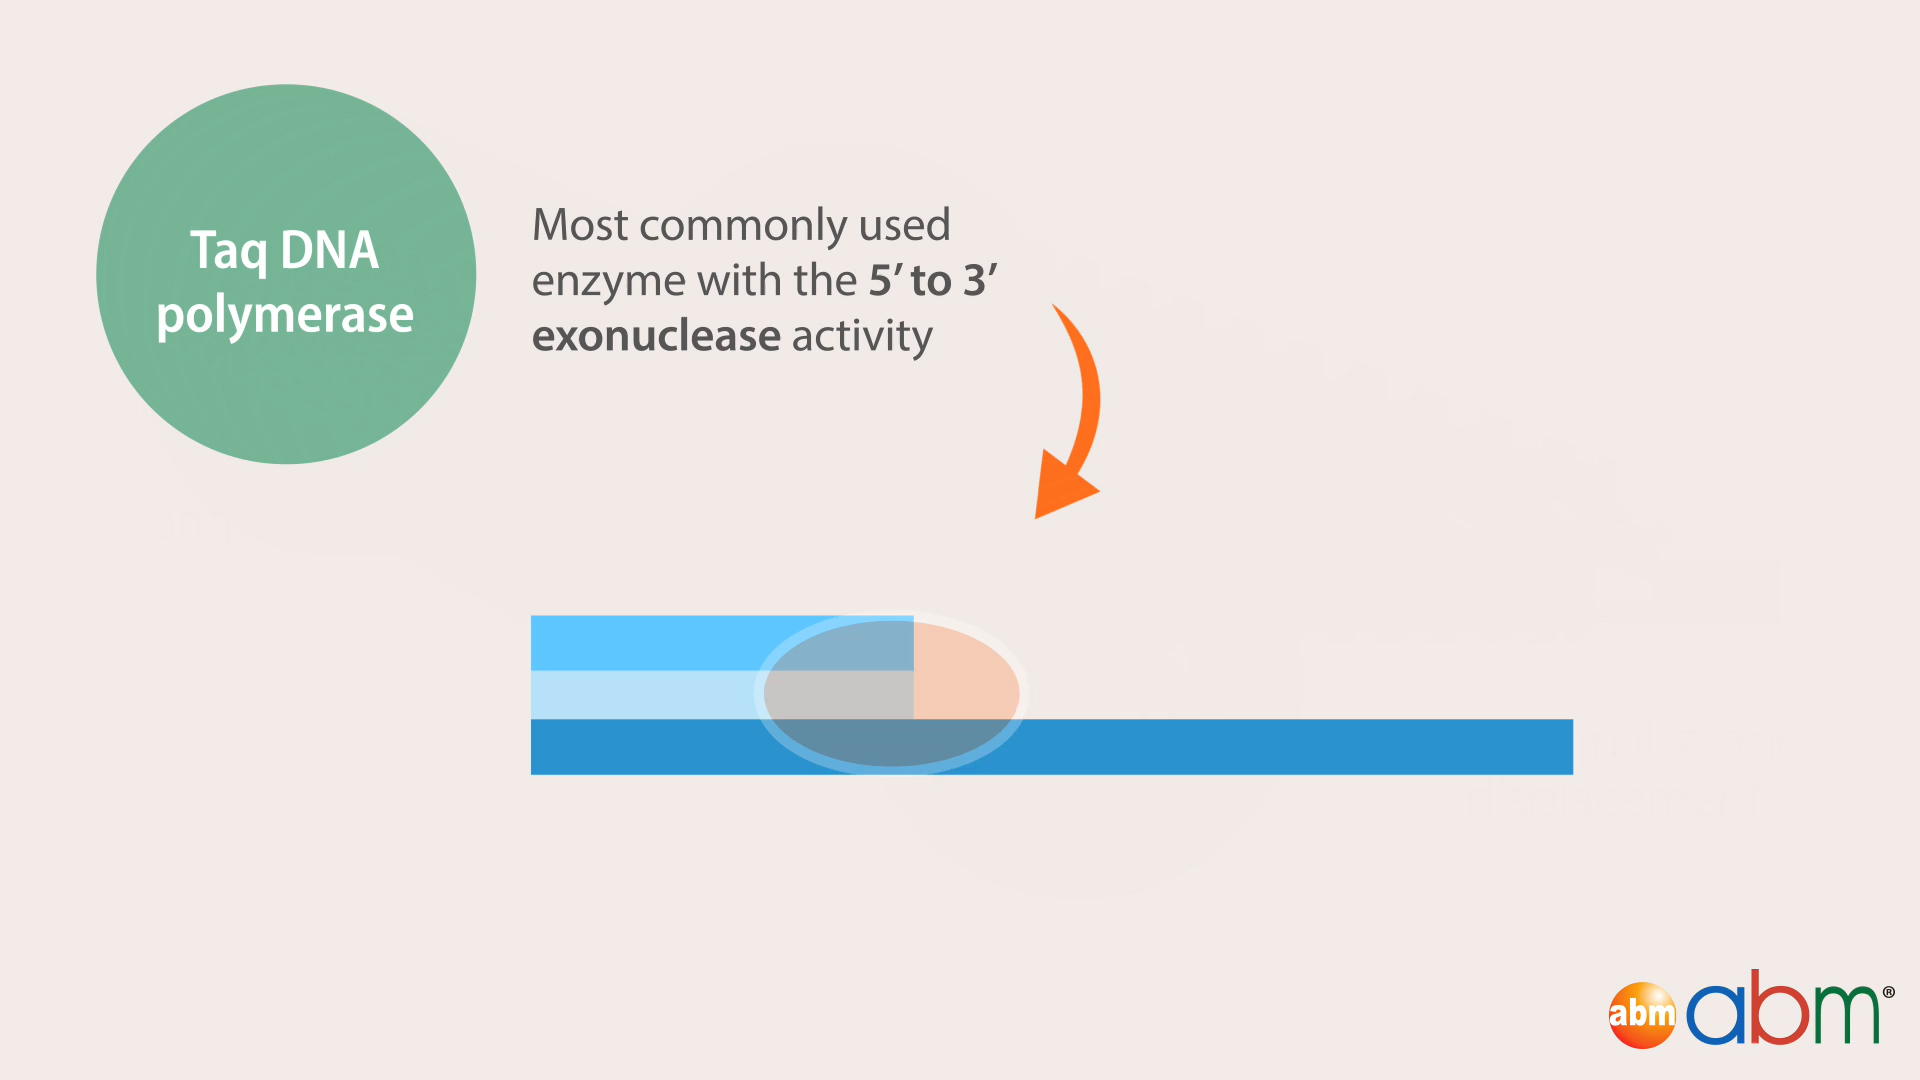 Taq DNA
polymerase
Most commonly used
enzyme with the 5’ to 3’
exonuclease activity
abm
abm®